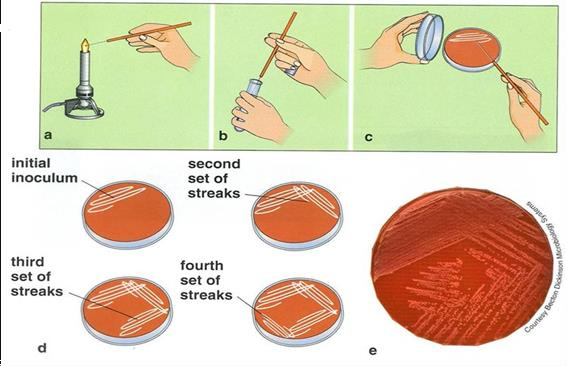 a
b
c
initial
inoculum
second
set of
streaks
third
set of
streaks
fourth
set of
streaks
d
e
Courtesy Becton Dickinson Microbiology Systems